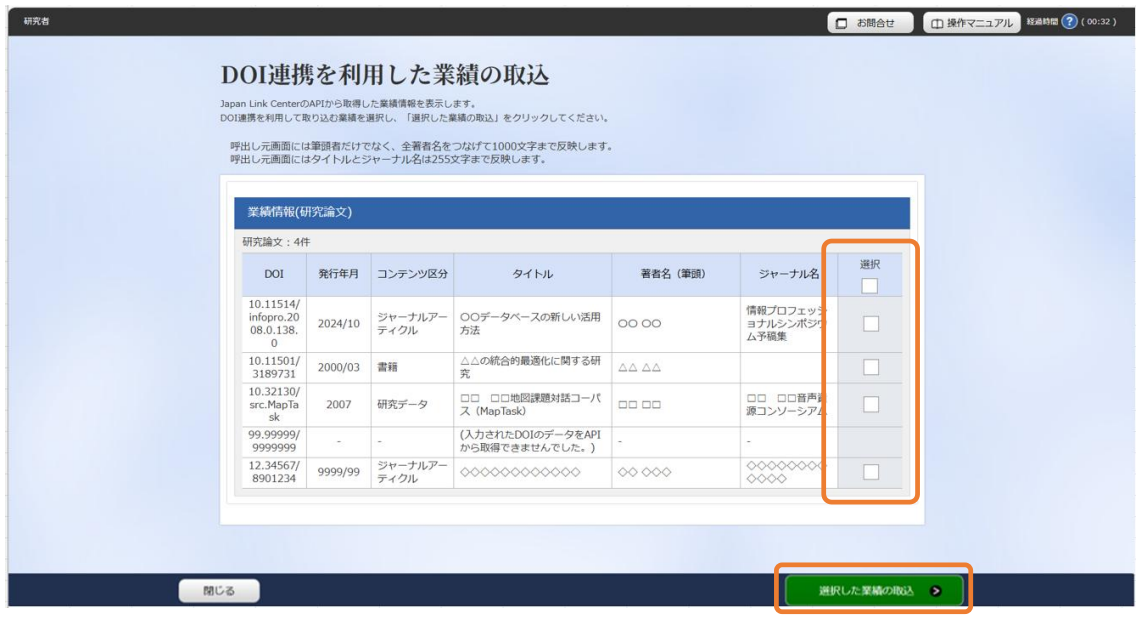 研究者
お問合せ
操作マニュアル
経過時間 ? ( 00:32 )
DOI連携を利用した業績の取込
Japan Link CenterのAPIから取得した業績情報を表示します。
DOI連携を利用して取り込む業績を選択し、「選択した業績の取込」をクリックしてください。
呼出し元画面には筆頭者だけでなく、全著者名をつなげて1000文字まで反映します。
呼出し元画面にはタイトルとジャーナル名は255文字まで反映します。
業績情報(研究論文)
研究論文:4件
DOI 発行年月 コンテンツ区分 タイトル 著者名(筆頭) ジャーナル名 選択
10.11514/
infopro.20
08.0.138.
0
2024/10
ジャーナルアー
ティクル
〇〇データベースの新しい活用
方法
〇〇 〇〇
情報プロフェッシ
ョナルシンポジウ
ム予稿集
10.11501/
3189731
2000/03
書籍
△△の統合的最適化に関する研
究
△△ △△
10.32130/
src.MapTa
sk
2007
研究データ
□□ □□地図課題対話コーパ
ス(MapTask)
□□ □□
□□ □□音声資
源コンソーシアム
99.99999/
9999999
-
-
(入力されたDOIのデータをAPI
から取得できませんでした。)
-
-
12.34567/
8901234
9999/99
ジャーナルアー
ティクル
◇◇◇◇◇◇◇◇◇◇◇◇
◇◇ ◇◇◇
◇◇◇◇◇◇◇◇
◇◇◇◇
閉じる
選択した業績の取込